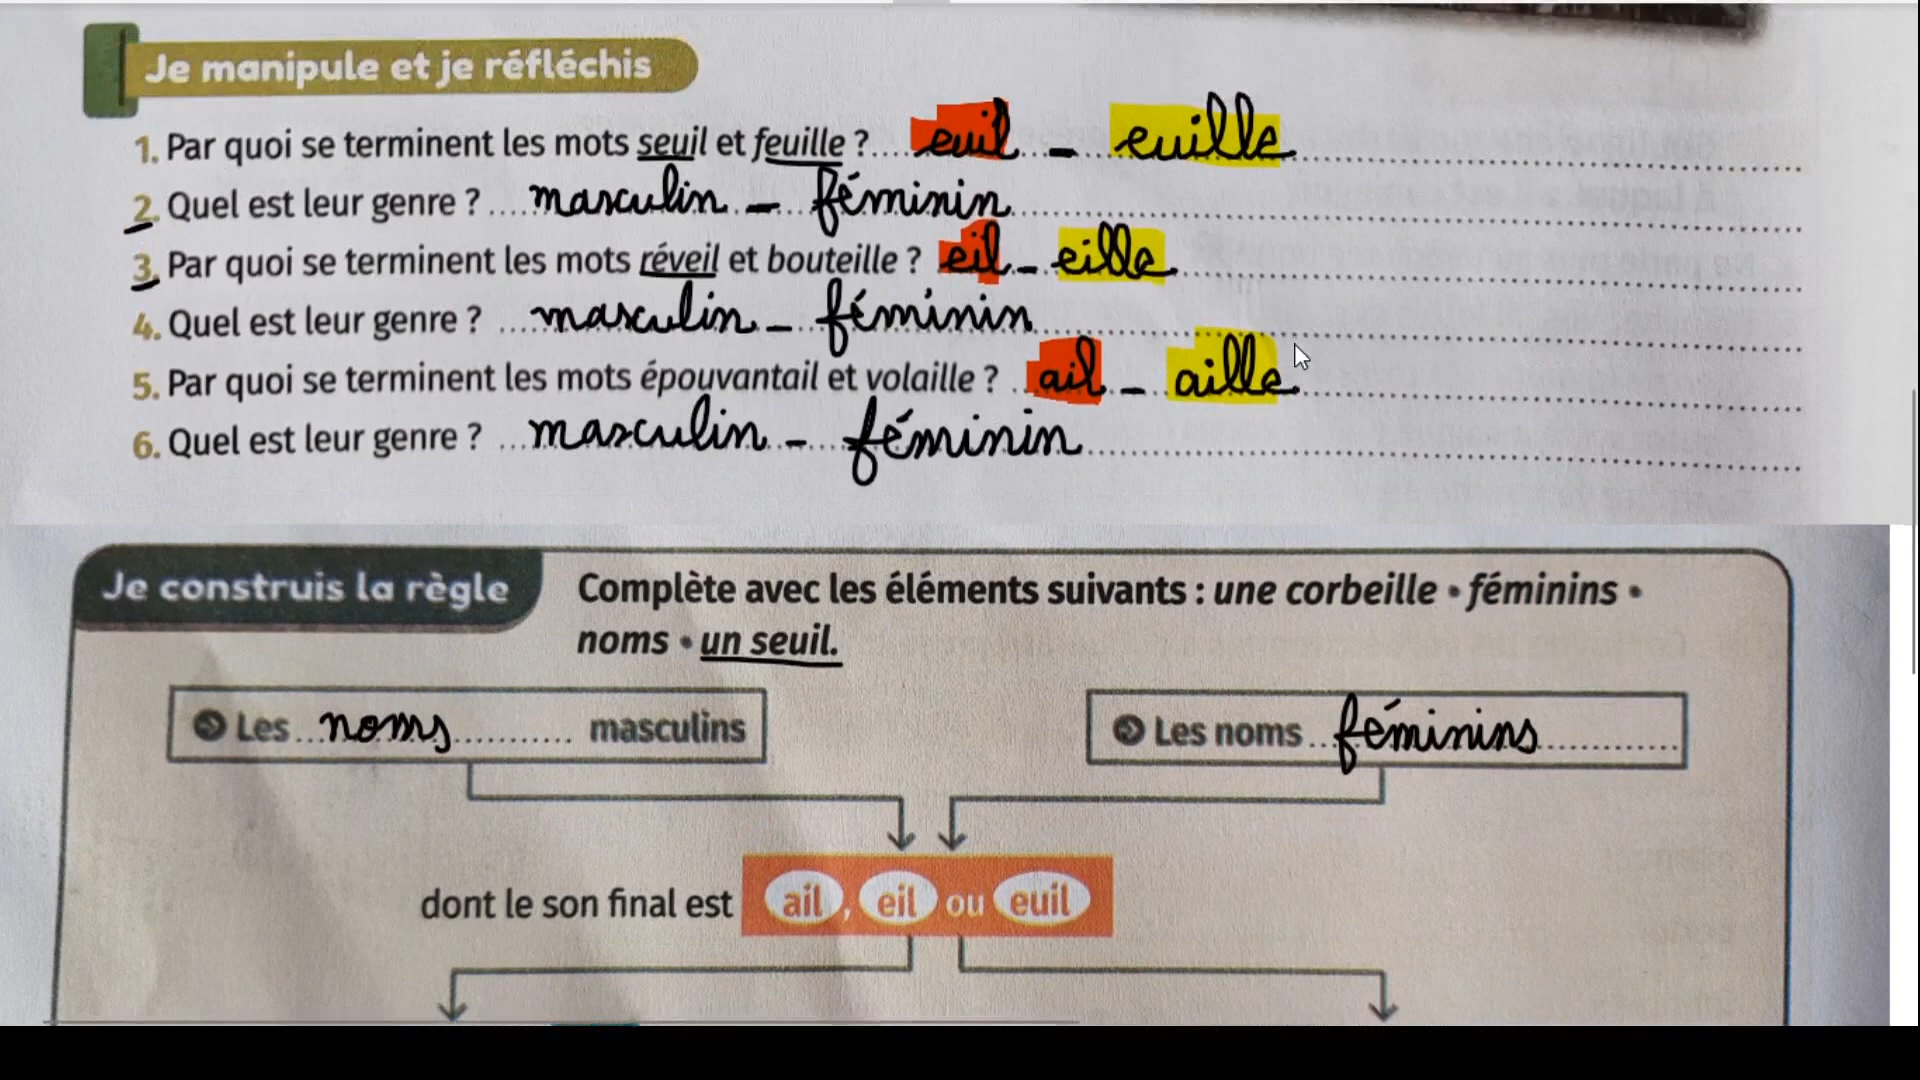 Je manipule et je réfléchis
1. Par quoi se terminent les mots seuil et feuille ? euil - euille
2. Quel est leur genre ? masculin - féminin
3. Par quoi se terminent les mots réveil et bouteille ? eil - eille
4. Quel est leur genre ? masculin - féminin
5. Par quoi se terminent les mots épouvantail et volaille ? ail - aille
6. Quel est leur genre ? masculin - féminin
Je construis la règle
Complète avec les éléments suivants : une corbeille • féminins •
noms • un seuil.
Les noms masculins
Les noms féminins
dont le son final est ail, eil ou euil